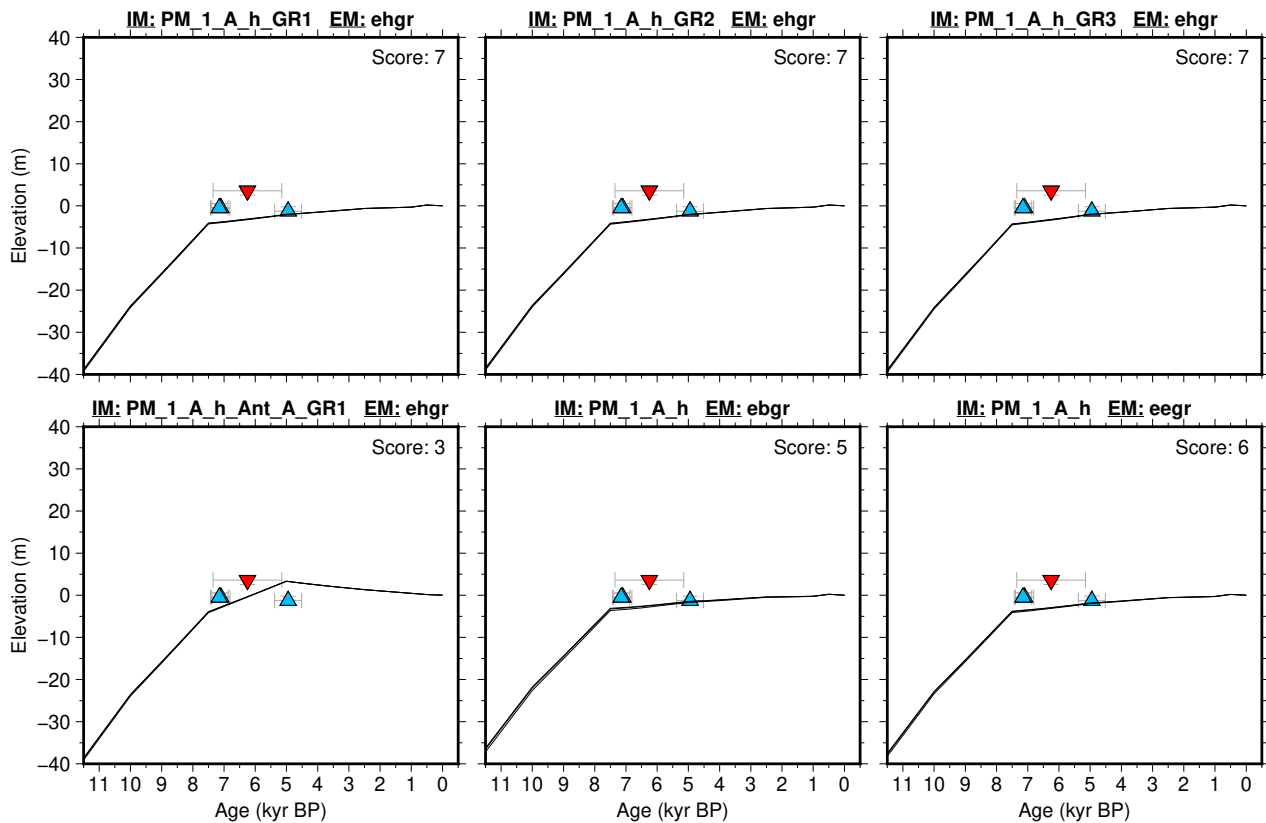 IM: PM_1_A_h_GR1 EM: ehgr
IM: PM_1_A_h_GR2 EM: ehgr
IM: PM_1_A_h_GR3 EM: ehgr
40
30
20
10
0
−10
−20
−30
−40
Elevation (m)
Score: 7
Score: 7
Score: 7
IM: PM_1_A_h_Ant_A_GR1 EM: ehgr
IM: PM_1_A_h EM: ebgr
IM: PM_1_A_h EM: eegr
40
30
20
10
0
−10
−20
−30
−40
Elevation (m)
Score: 3
Score: 5
Score: 6
11 10 9 8 7 6 5 4 3 2 1 0
11 10 9 8 7 6 5 4 3 2 1 0
11 10 9 8 7 6 5 4 3 2 1 0
Age (kyr BP)
Age (kyr BP)
Age (kyr BP)